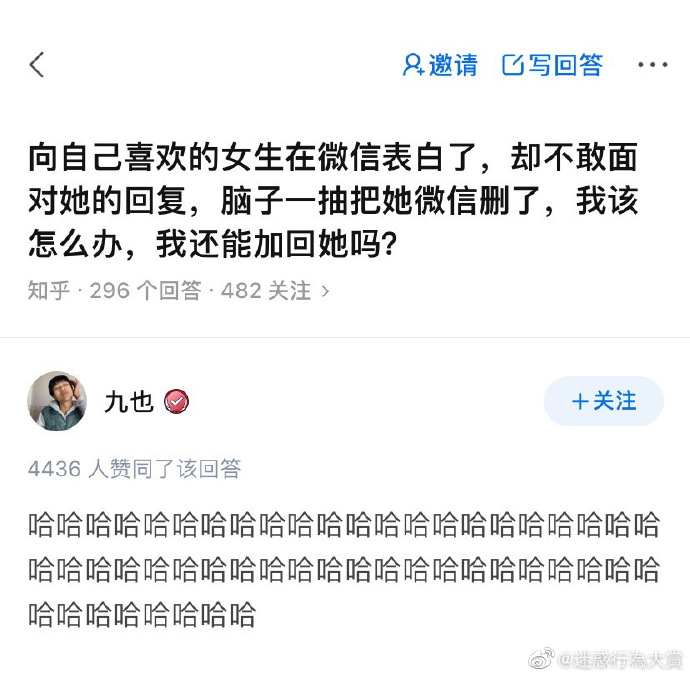 邀请 写回答 ...
向自己喜欢的女生在微信表白了，却不敢面
对她的回复，脑子一抽把她微信删了，我该
怎么办，我还能加回她吗？
知乎 · 296 个回答 · 482 关注 >
九也
+关注
4436 人赞同了该回答
哈哈哈哈哈哈哈哈哈哈哈哈哈哈哈哈哈哈哈哈哈哈
哈哈哈哈哈哈哈哈哈哈哈哈哈哈哈哈哈哈哈哈哈哈
哈哈哈哈哈哈哈哈
@迷惑行為大賞